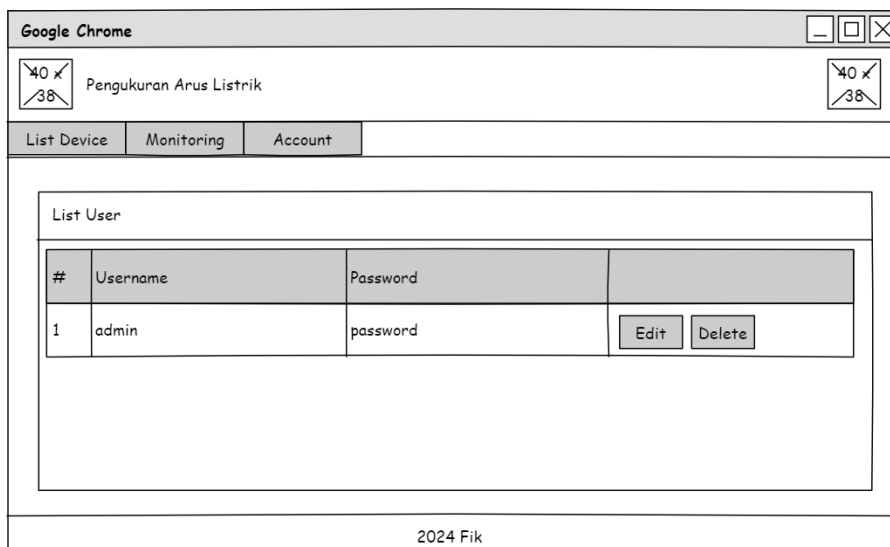 Google Chrome
40 x 38
Pengukuran Arus Listrik
40 x 38
List Device Monitoring Account
List User
# Username Password
1 admin password Edit Delete
2024 Fik